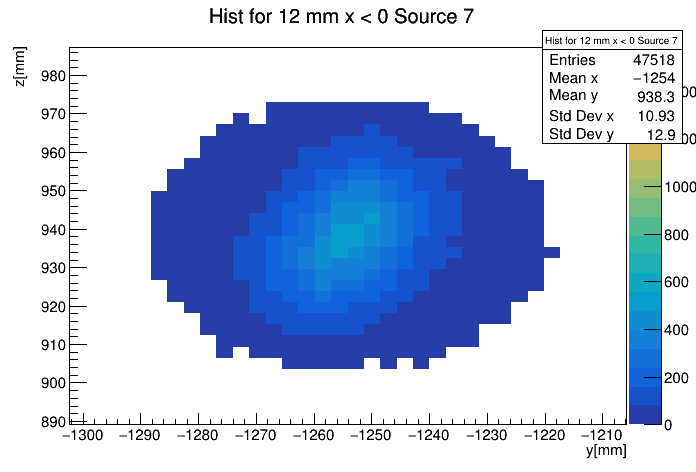 Hist for 12 mm x < 0 Source 7
Hist for 12 mm x < 0 Source 7
Entries 47518
Mean x −1254
Mean y 938.3
Std Dev x 10.93
Std Dev y 12.9
z[mm]
980
970
960
950
940
930
920
910
900
890
−1300 −1290 −1280 −1270 −1260 −1250 −1240 −1230 −1220 −1210
y[mm]
00
00
1000
800
600
400
200
0